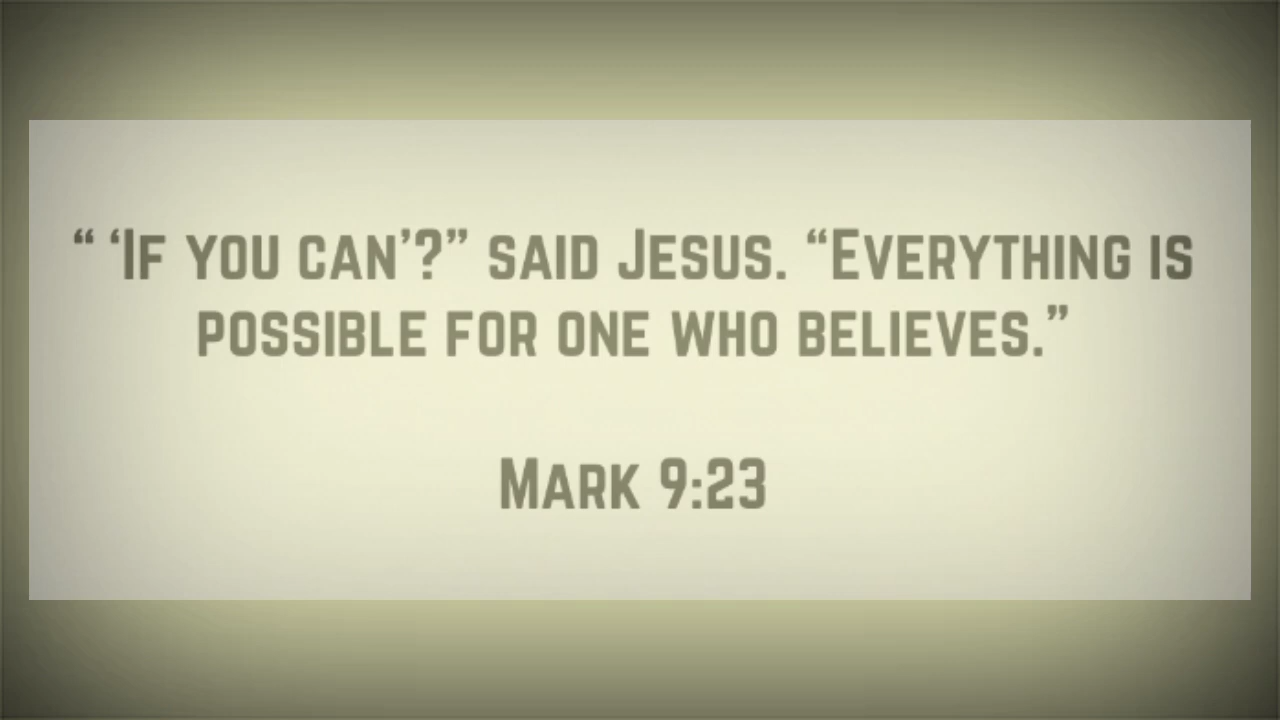 “ ‘If you can’?” said Jesus. “Everything is
possible for one who believes.”
Mark 9:23